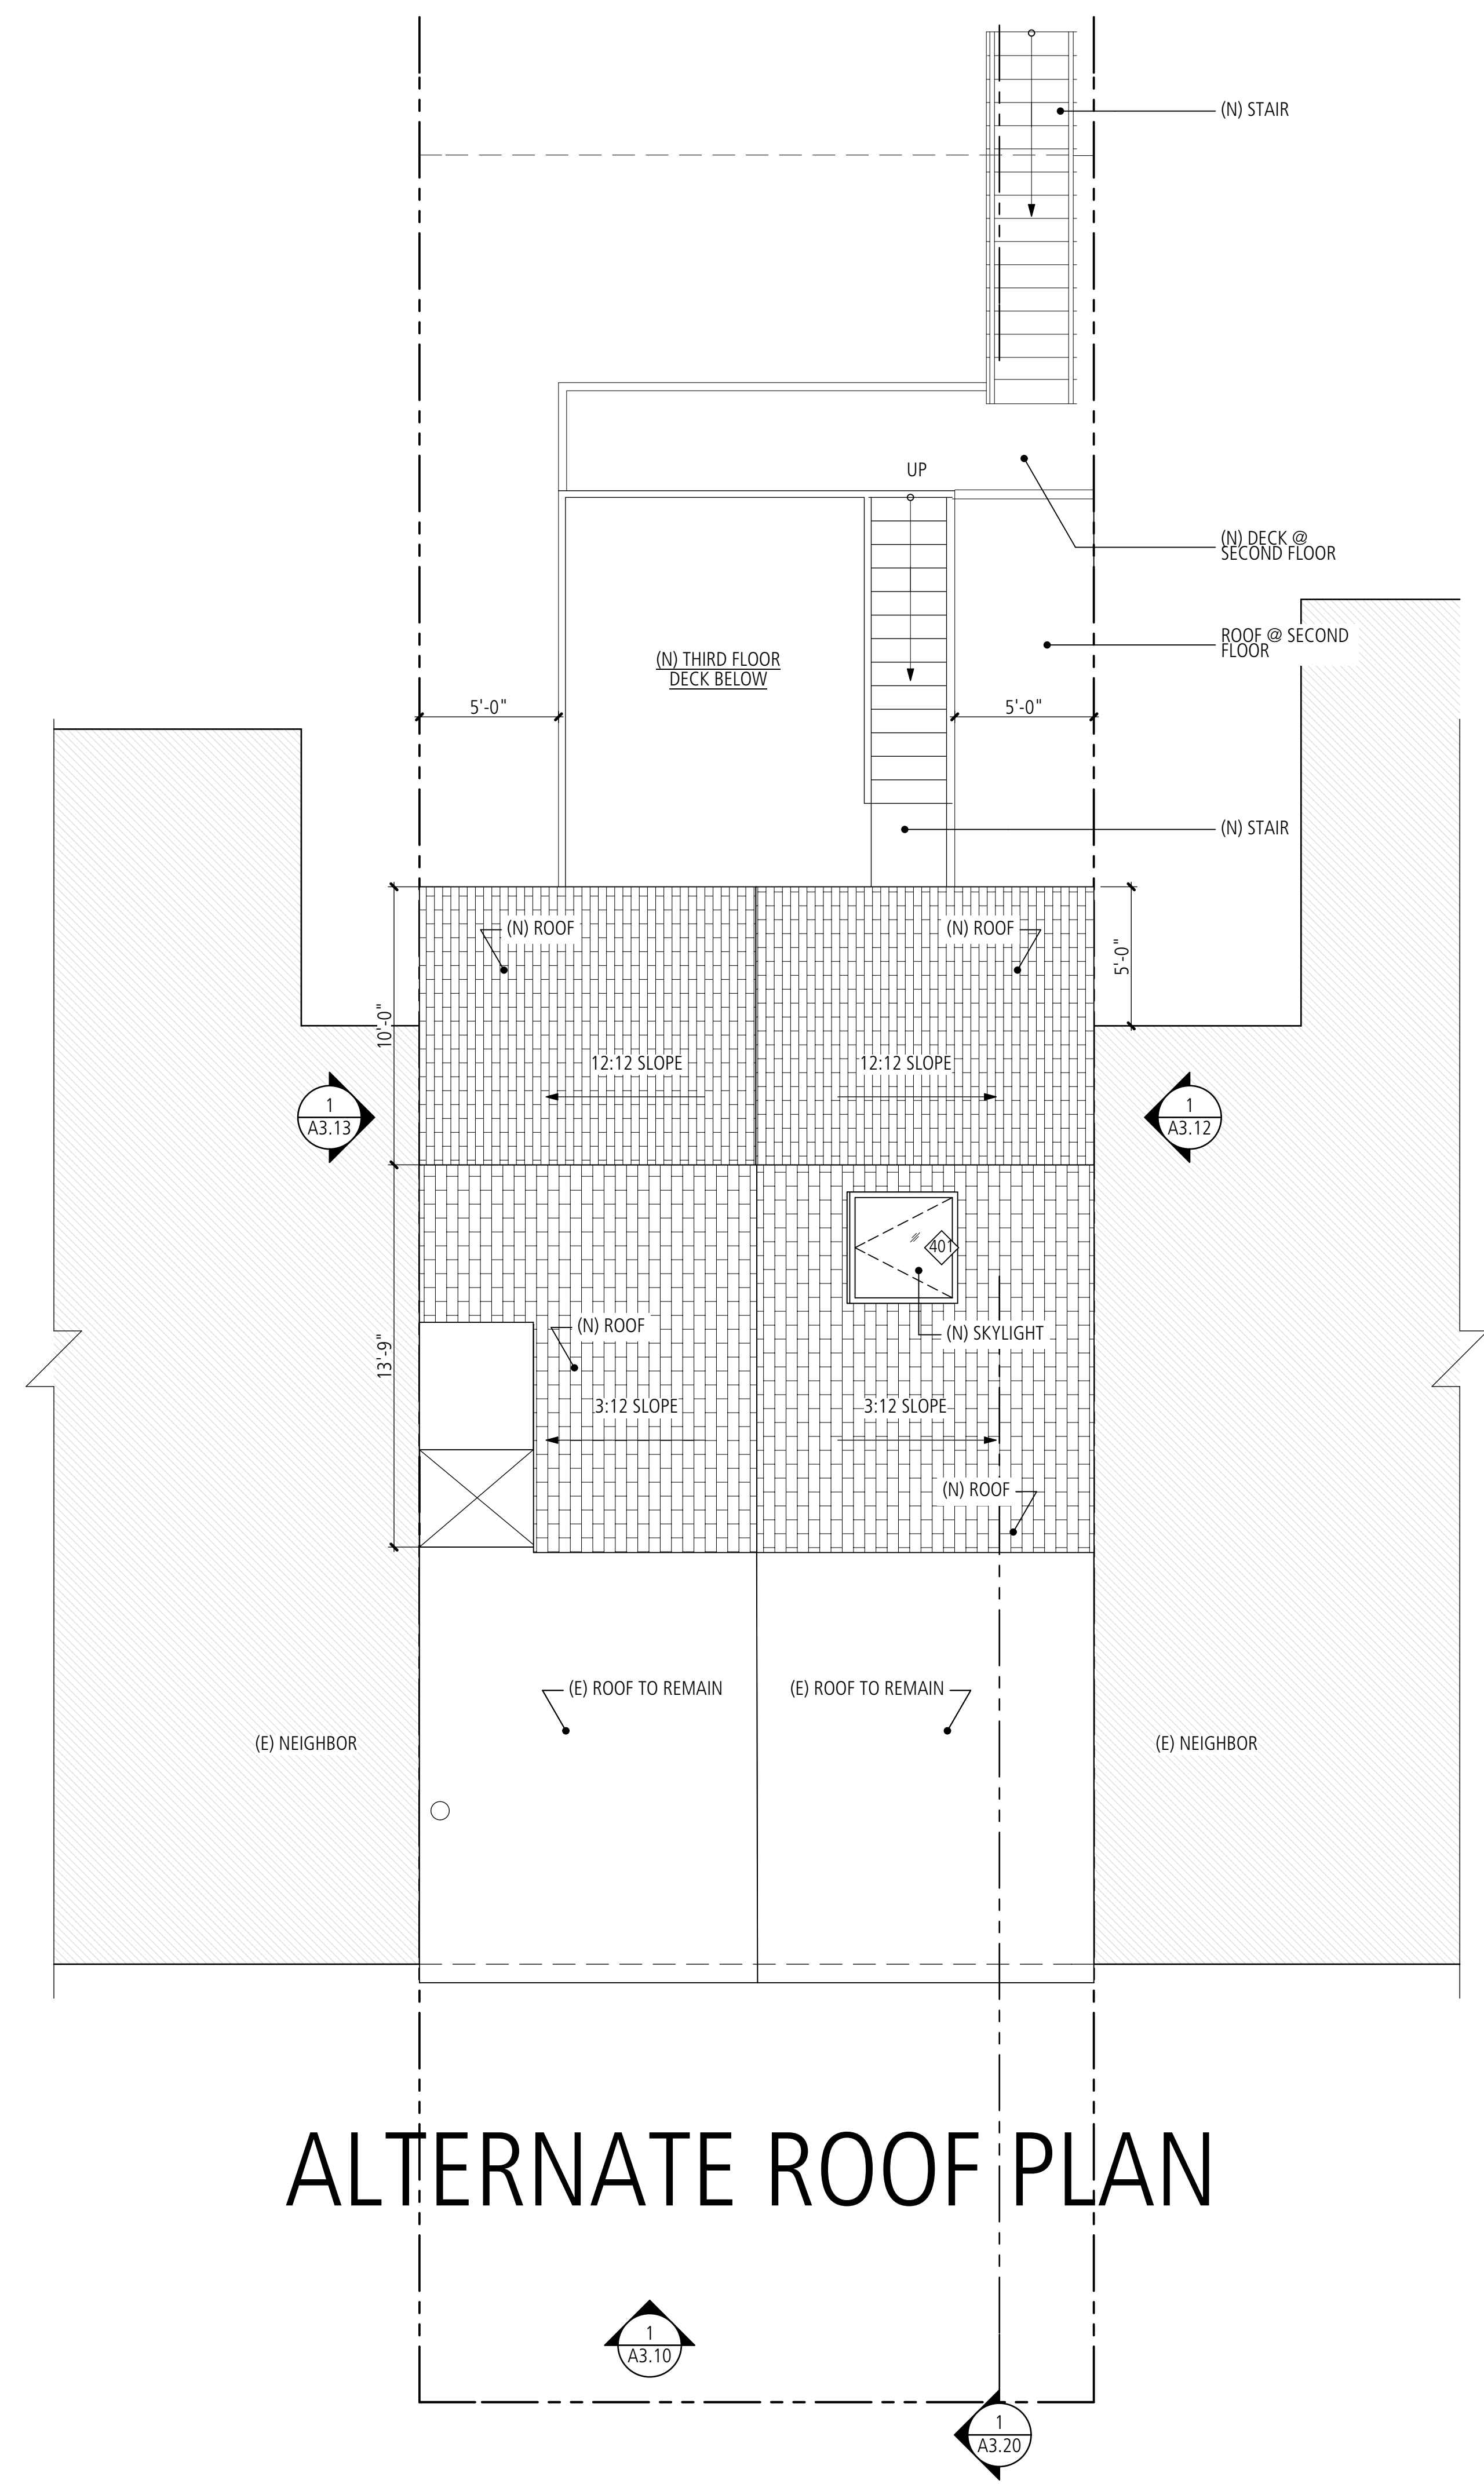 (N) STAIR
UP
(N) DECK @
SECOND FLOOR
ROOF @ SECOND
FLOOR
(N) THIRD FLOOR
DECK BELOW
5'-0"
5'-0"
(N) STAIR
(N) ROOF
(N) ROOF
5'-0"
10'-0"
12:12 SLOPE
12:12 SLOPE
1
A3.13
1
A3.12
401
(N) ROOF
(N) SKYLIGHT
13'-9"
3:12 SLOPE
3:12 SLOPE
(N) ROOF
(E) ROOF TO REMAIN
(E) ROOF TO REMAIN
(E) NEIGHBOR
(E) NEIGHBOR
ALTERNATE ROOF PLAN
1
A3.10
1
A3.20